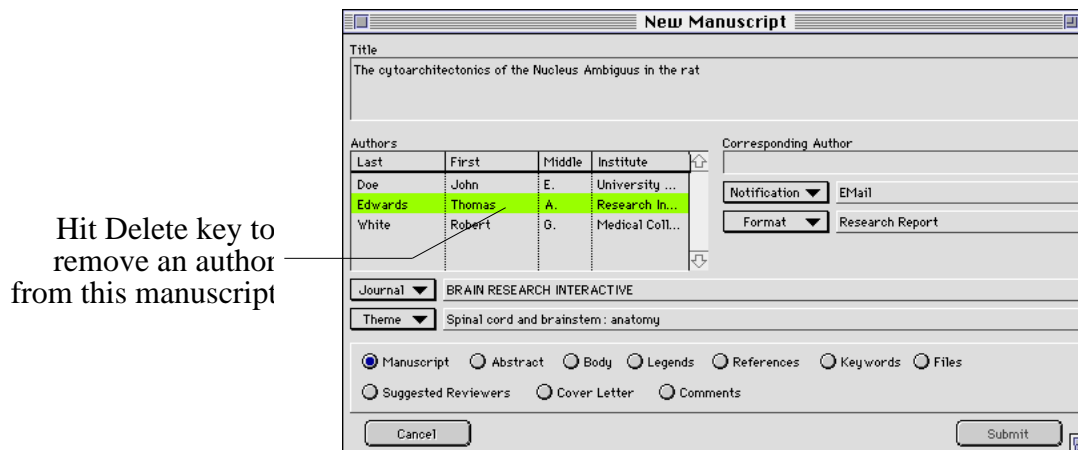 New Manuscript
Title
The cytoarchitectonics of the Nucleus Ambiguus in the rat
Authors
Last First Middle Institute
Doe John E. University ...
Edwards Thomas A. Research In...
White Robert G. Medical Coll...
Corresponding Author
Notification EMail
Format Research Report
Hit Delete key to
remove an author
from this manuscript
Journal BRAIN RESEARCH INTERACTIVE
Theme Spinal cord and brainstem: anatomy
Manuscript Abstract Body Legends References Keywords Files
Suggested Reviewers Cover Letter Comments
Cancel Submit